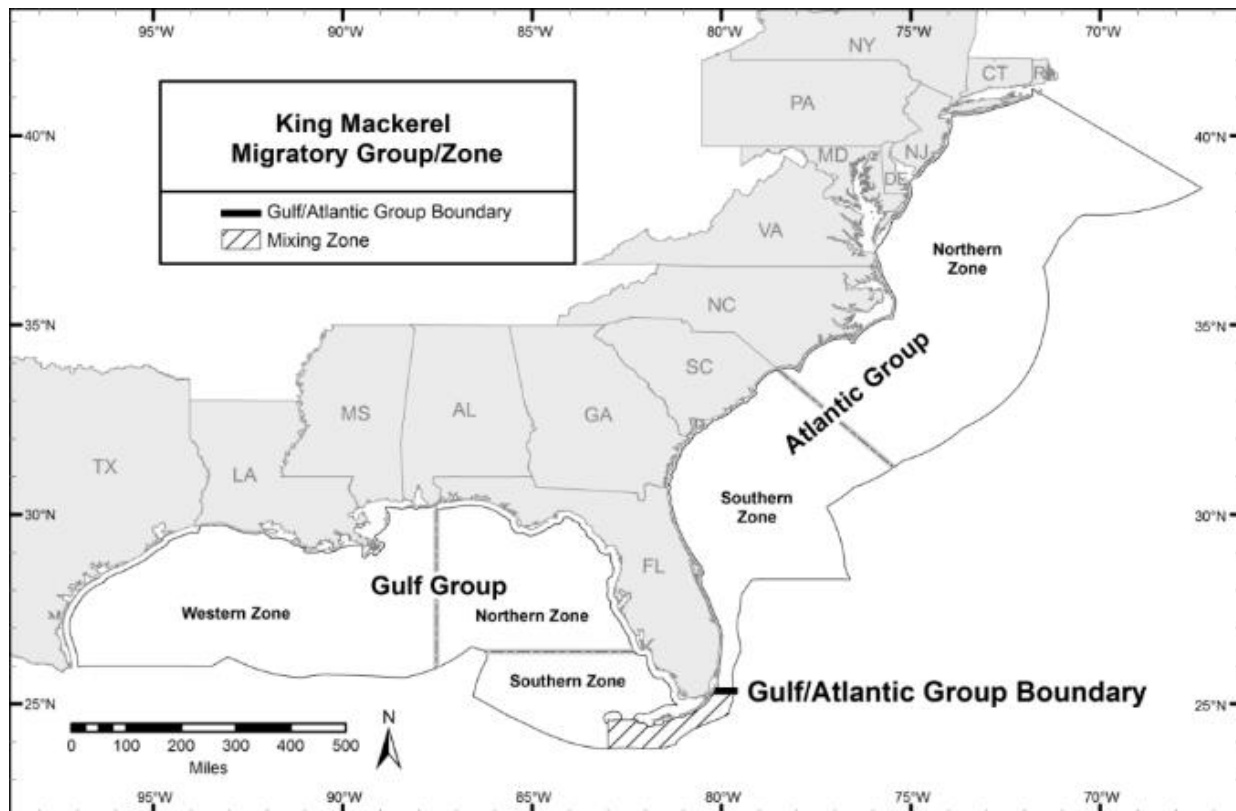 95°W 90°W 85°W 80°W 75°W 70°W
King Mackerel
Migratory Group/Zone
Gulf/Atlantic Group Boundary
Mixing Zone
NY
CT
RI
PA
40°N
40°N
MD
NJ
DE
VA
Northern
Zone
NC
35°N
35°N
SC
Atlantic Group
MS
AL
GA
TX
LA
Southern
Zone
30°N
30°N
FL
Gulf Group
Western Zone
Northern Zone
Southern Zone
Gulf/Atlantic Group Boundary
25°N
25°N
N
0 100 200 300 400 500
Miles
95°W 90°W 85°W 80°W 75°W 70°W